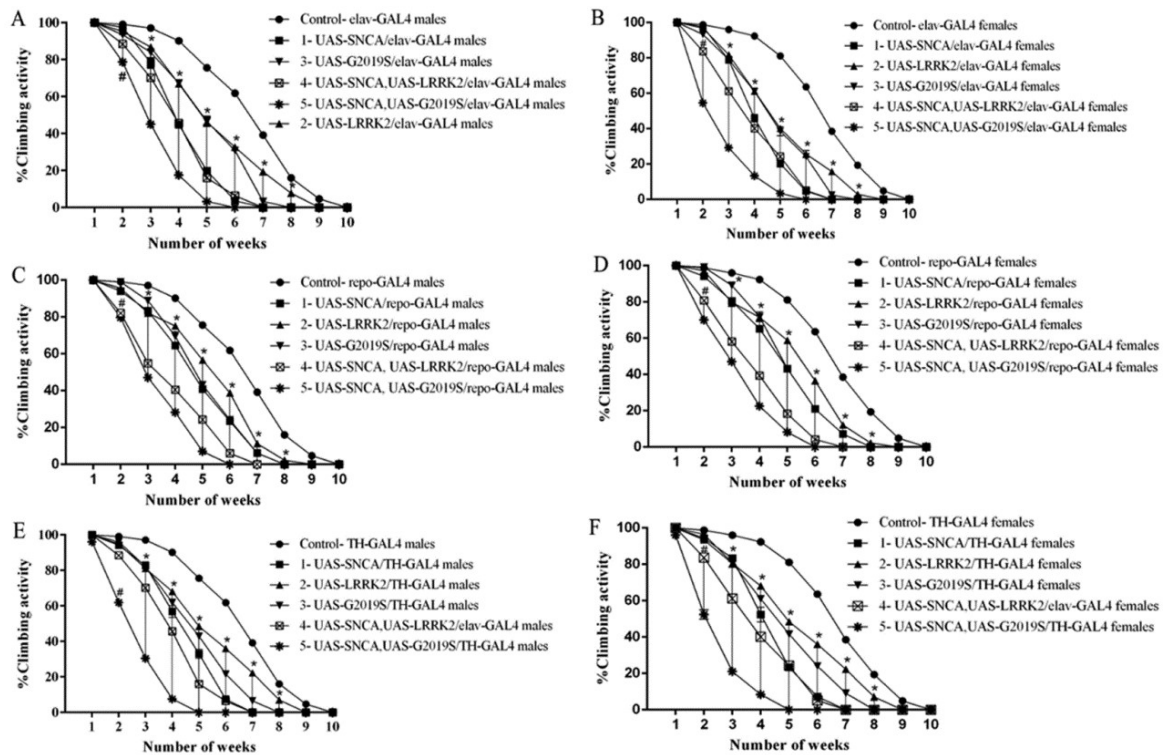 A
Control- elav-GAL4 males
1- UAS-SNCA/elav-GAL4 males
3- UAS-G2019S/elav-GAL4 males
4- UAS-SNCA,UAS-LRRK2/elav-GAL4 males
5- UAS-SNCA,UAS-G2019S/elav-GAL4 males
2- UAS-LRRK2/elav-GAL4 males
%Climbing activity
100
80
60
40
20
0
# * * * * * *
1 2 3 4 5 6 7 8 9 10
Number of weeks
B
Control- elav-GAL4 females
1- UAS-SNCA/elav-GAL4 females
2- UAS-LRRK2/elav-GAL4 females
3- UAS-G2019S/elav-GAL4 females
4- UAS-SNCA,UAS-LRRK2/elav-GAL4 females
5- UAS-SNCA,UAS-G2019S/elav-GAL4 females
%Climbing activity
100
80
60
40
20
0
# * * * * * *
1 2 3 4 5 6 7 8 9 10
Number of weeks
C
Control- repo-GAL4 males
1- UAS-SNCA/repo-GAL4 males
2- UAS-LRRK2/repo-GAL4 males
3- UAS-G2019S/repo-GAL4 males
4- UAS-SNCA, UAS-LRRK2/repo-GAL4 males
5- UAS-SNCA, UAS-G2019S/repo-GAL4 males
%Climbing activity
100
80
60
40
20
0
# * * * * * *
1 2 3 4 5 6 7 8 9 10
Number of weeks
D
Control- repo-GAL4 females
1- UAS-SNCA/repo-GAL4 females
2- UAS-LRRK2/repo-GAL4 females
3- UAS-G2019S/repo-GAL4 females
4- UAS-SNCA, UAS-LRRK2/repo-GAL4 females
5- UAS-SNCA, UAS-G2019S/repo-GAL4 females
%Climbing activity
100
80
60
40
20
0
# * * * * * *
1 2 3 4 5 6 7 8 9 10
Number of weeks
E
Control- TH-GAL4 males
1- UAS-SNCA/TH-GAL4 males
2- UAS-LRRK2/TH-GAL4 males
3- UAS-G2019S/TH-GAL4 males
4- UAS-SNCA,UAS-LRRK2/elav-GAL4 males
5- UAS-SNCA,UAS-G2019S/TH-GAL4 males
%Climbing activity
100
80
60
40
20
0
# * * * * * *
1 2 3 4 5 6 7 8 9 10
Number of weeks
F
Control- TH-GAL4 females
1- UAS-SNCA/TH-GAL4 females
2- UAS-LRRK2/TH-GAL4 females
3- UAS-G2019S/TH-GAL4 females
4- UAS-SNCA,UAS-LRRK2/elav-GAL4 females
5- UAS-SNCA,UAS-G2019S/TH-GAL4 females
%Climbing activity
100
80
60
40
20
0
# * * * * * *
1 2 3 4 5 6 7 8 9 10
Number of weeks